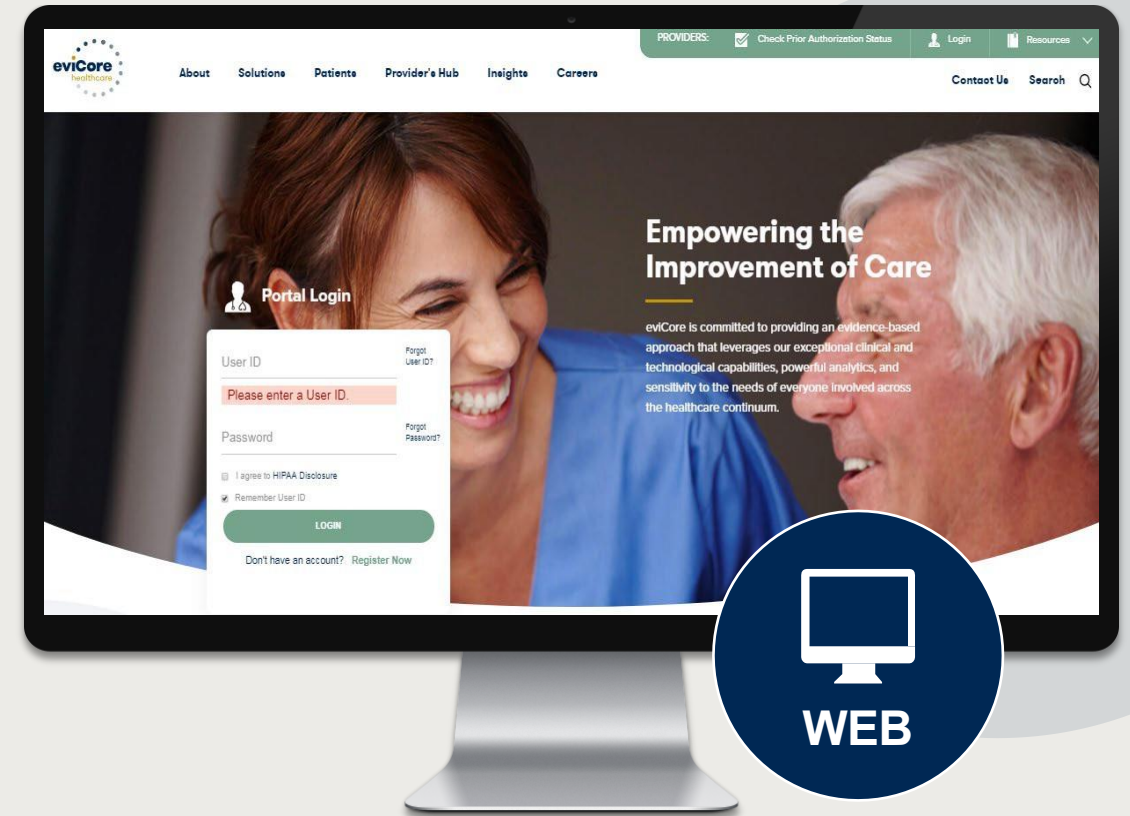 PROVIDERS: Check Prior Authorization Status Login Resources
eviCore
healthcare
About Solutions Patients Provider's Hub Insights Careers
Contact Us Search
Empowering the
Improvement of Care
eviCore is committed to providing an evidence-based
approach that leverages our exceptional clinical and
technological capabilities, powerful analytics, and
sensitivity to the needs of everyone involved across
the healthcare continuum.
Portal Login
User ID
Forgot
User ID?
Please enter a User ID.
Password
Forgot
Password?
I agree to HIPAA Disclosure
Remember User ID
LOGIN
Don't have an account? Register Now
WEB